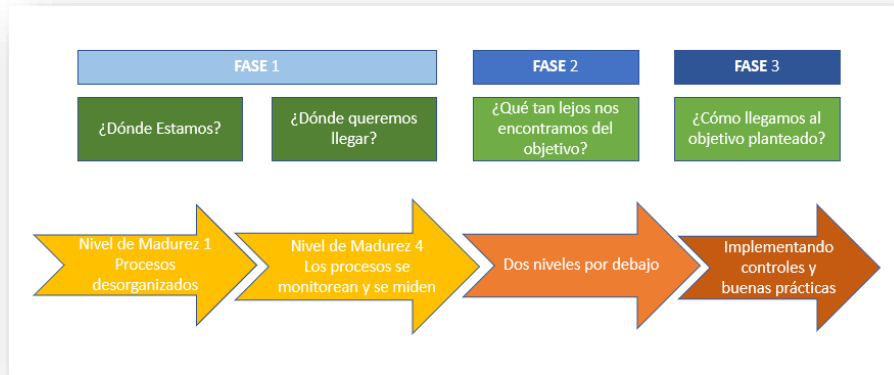 FASE 1
FASE 2
FASE 3
¿Dónde Estamos?
¿Dónde queremos
llegar?
¿Qué tan lejos nos
encontramos del
objetivo?
¿Cómo llegamos al
objetivo planteado?
Nivel de Madurez 1
Procesos
desorganizados
Nivel de Madurez 4
Los procesos se
monitorean y se miden
Dos niveles por debajo
Implementando
controles y
buenas prácticas